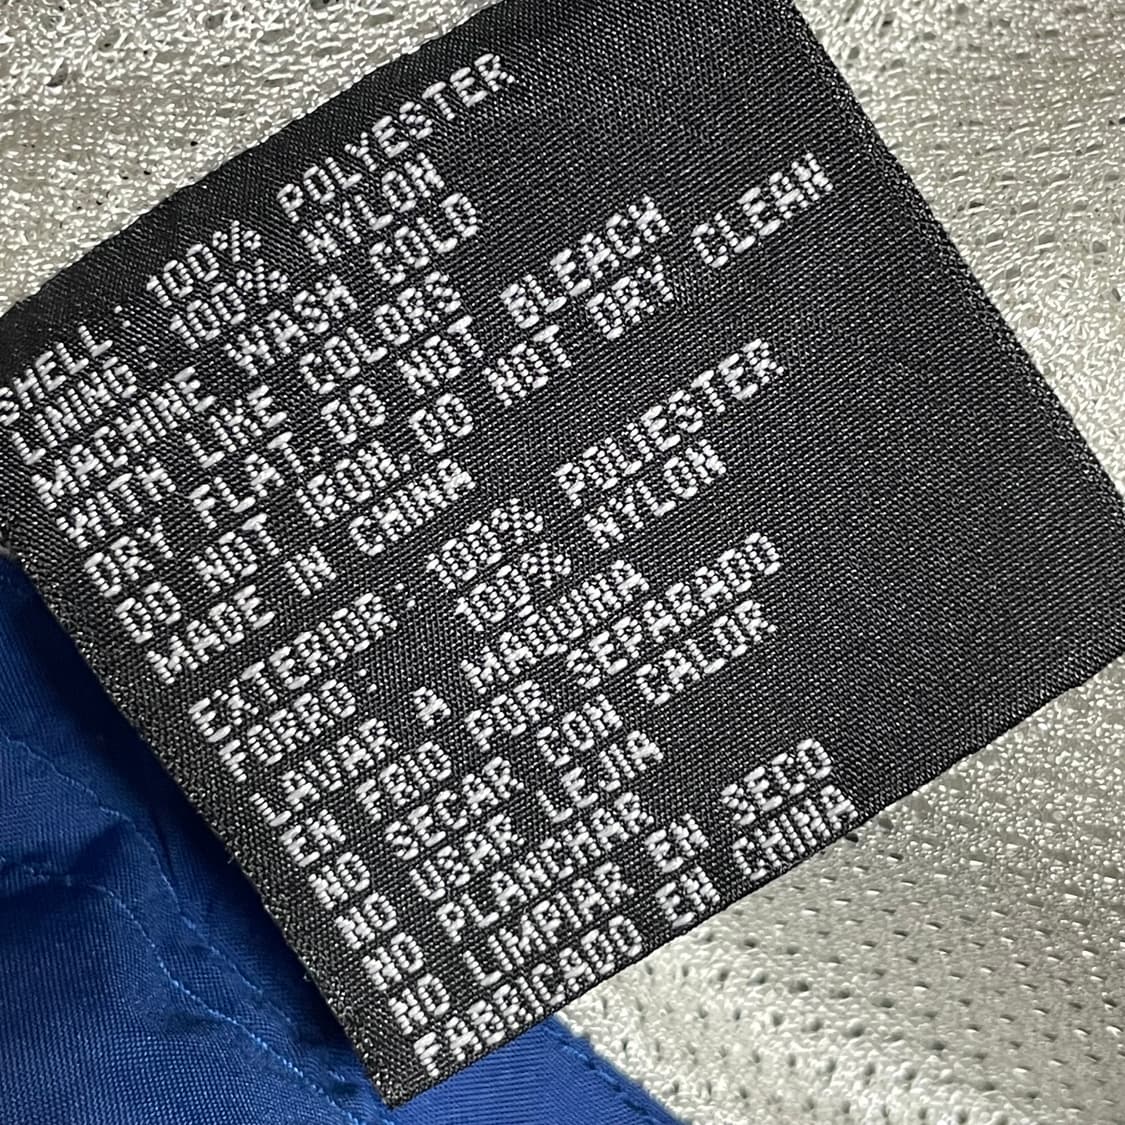 SHELL: 100% POLYESTER
LINING: 100% NYLON
MACHINE WASH COLD
WITH LIKE COLORS
DRY FLAT. DO NOT BLEACH
DO NOT IRON. DO NOT DRY CLEAN
MADE IN CHINA
EXTERIOR: 100% POLIESTER
FORRO: 100% NYLON
LAVAR A MAQUINA
EN FRIO POR SEPARADO
NO SECAR CON CALOR
NO USAR LEJIA
NO PLANCHAR
NO LIMPIAR EN SECO
FABRICADO EN CHINA